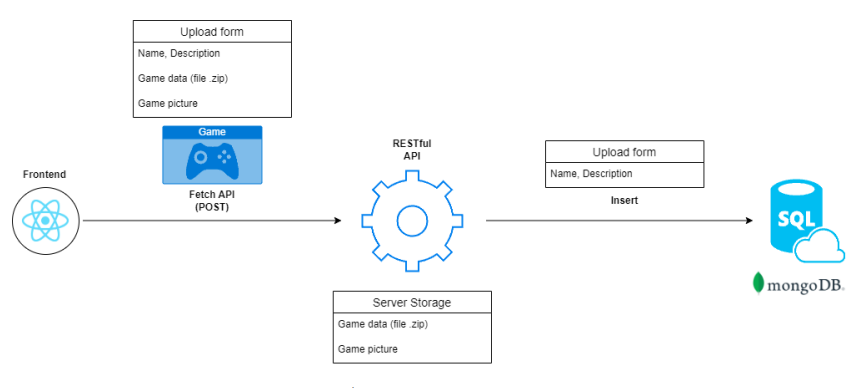 Upload form
Name, Description
Game data (file .zip)
Game picture
Game
Frontend
Fetch API
(POST)
RESTful
API
Upload form
Name, Description
Insert
SQL
mongoDB.
Server Storage
Game data (file .zip)
Game picture